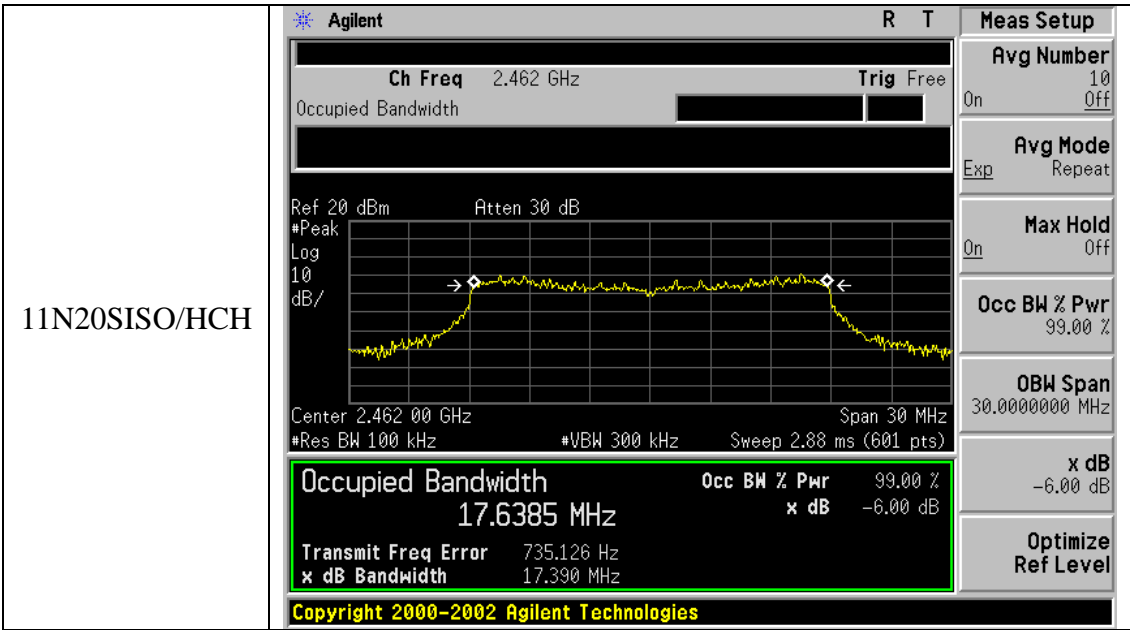 11N20SISO/HCH
Agilent R T
Ch Freq 2.462 GHz Trig Free
Occupied Bandwidth
Ref 20 dBm Atten 30 dB
#Peak
Log
10
dB/
Center 2.462 00 GHz Span 30 MHz
#Res BW 100 kHz #VBW 300 kHz Sweep 2.88 ms (601 pts)
Occupied Bandwidth Occ BW % Pwr 99.00 %
17.6385 MHz x dB -6.00 dB
Transmit Freq Error 735.126 Hz
x dB Bandwidth 17.390 MHz
Copyright 2000-2002 Agilent Technologies
Meas Setup
Avg Number
10
On Off
Avg Mode
Exp Repeat
Max Hold
On Off
Occ BW % Pwr
99.00 %
OBW Span
30.0000000 MHz
x dB
-6.00 dB
Optimize
Ref Level